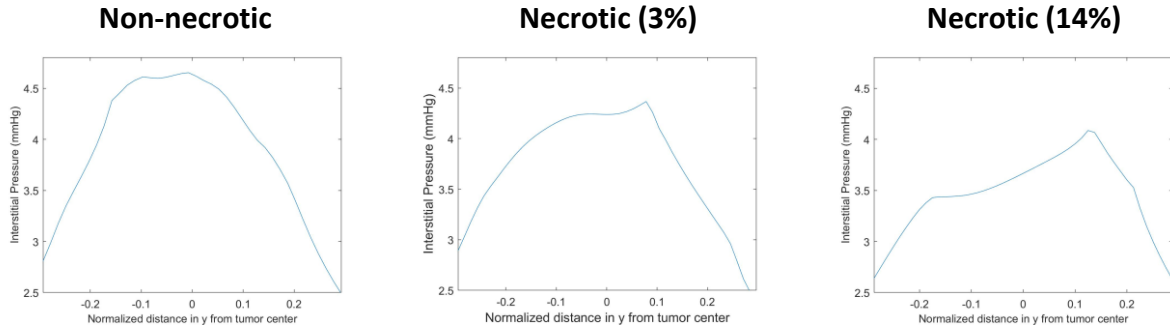 Non-necrotic
Interstitial Pressure (mmHg)
4.5
4
3.5
3
2.5
-0.2 -0.1 0 0.1 0.2
Normalized distance in y from tumor center
Necrotic (3%)
Interstitial Pressure (mmHg)
4.5
4
3.5
3
2.5
-0.2 -0.1 0 0.1 0.2
Normalized distance in y from tumor center
Necrotic (14%)
Interstitial Pressure (mmHg)
4.5
4
3.5
3
2.5
-0.2 -0.1 0 0.1 0.2
Normalized distance in y from tumor center